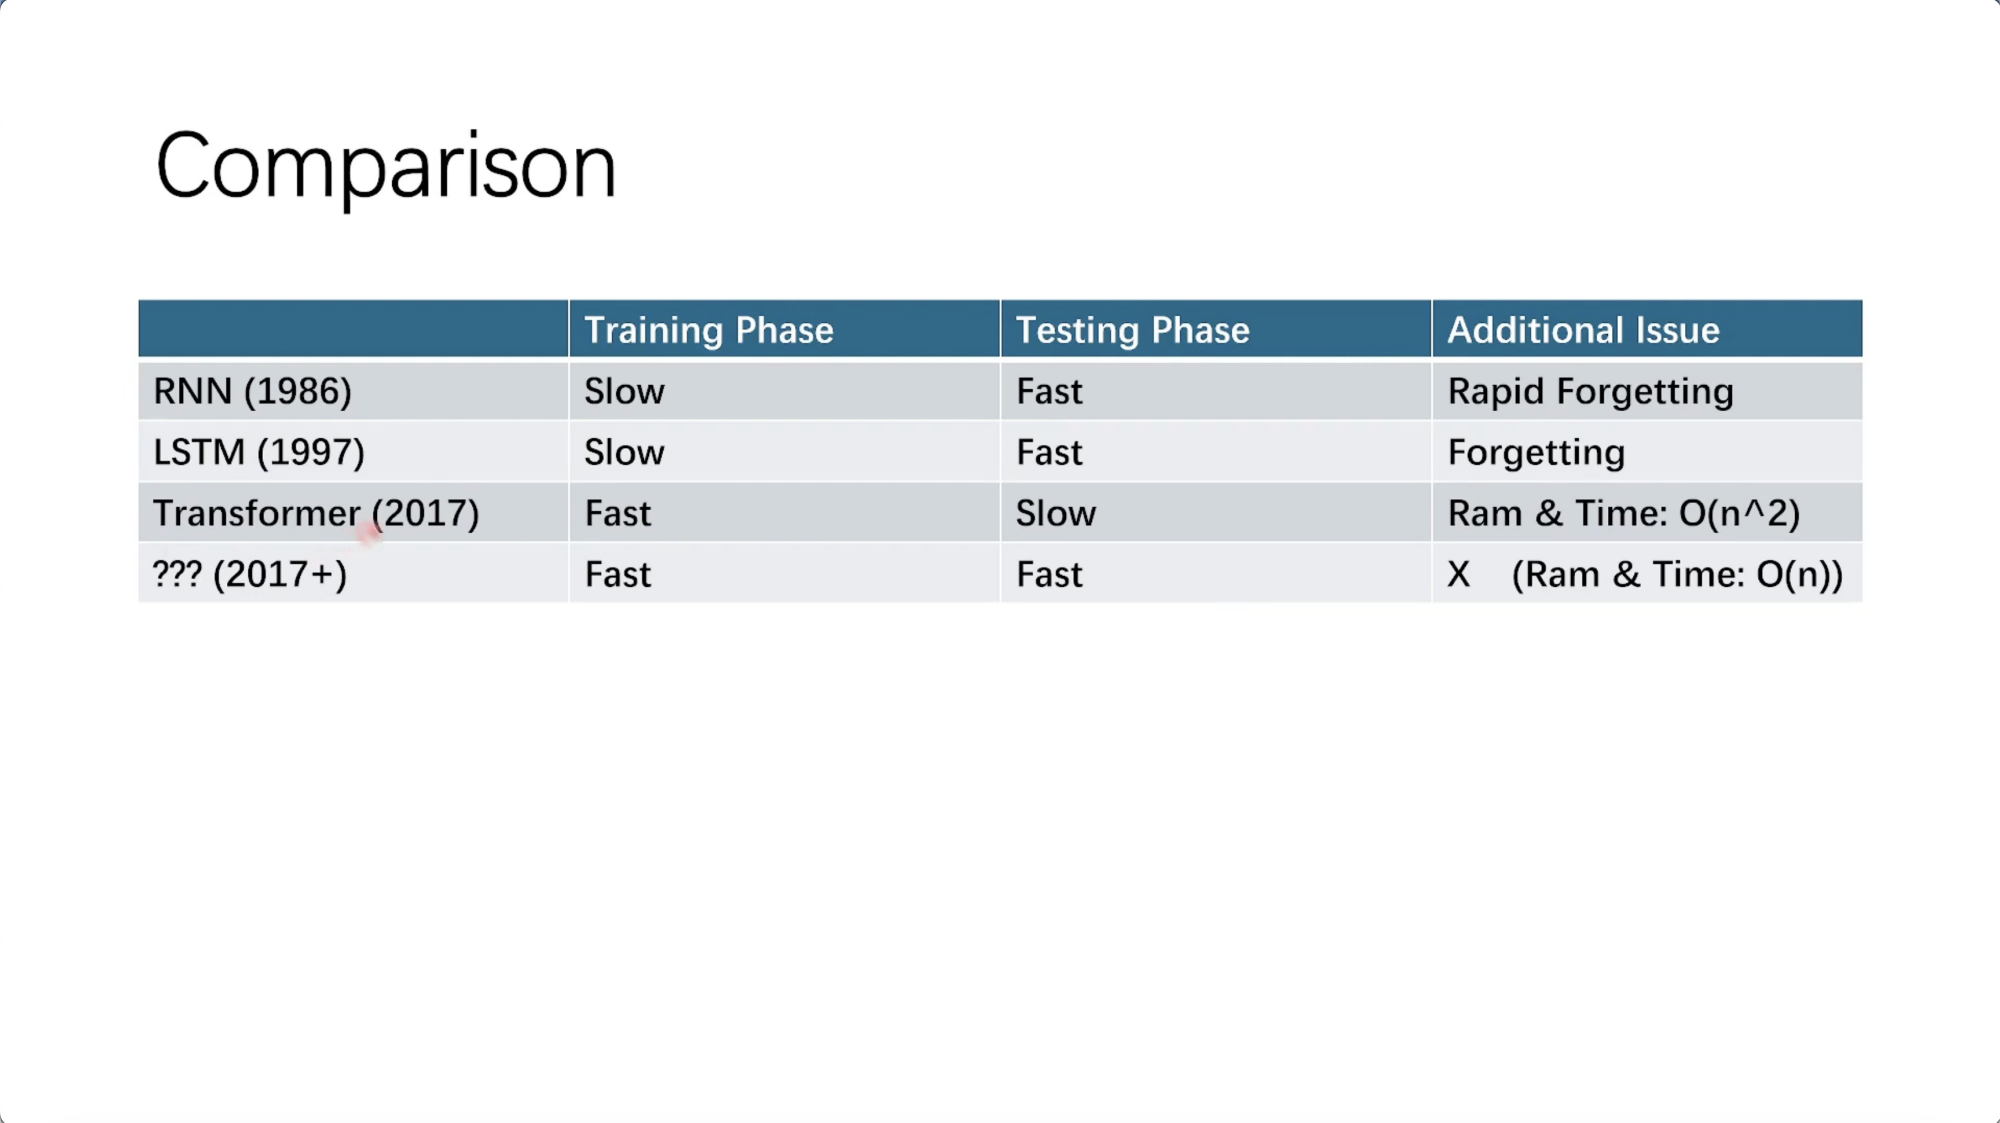 Comparison
Training Phase Testing Phase Additional Issue
RNN (1986) Slow Fast Rapid Forgetting
LSTM (1997) Slow Fast Forgetting
Transformer (2017) Fast Slow Ram & Time: O(n^2)
??? (2017+) Fast Fast X (Ram & Time: O(n))